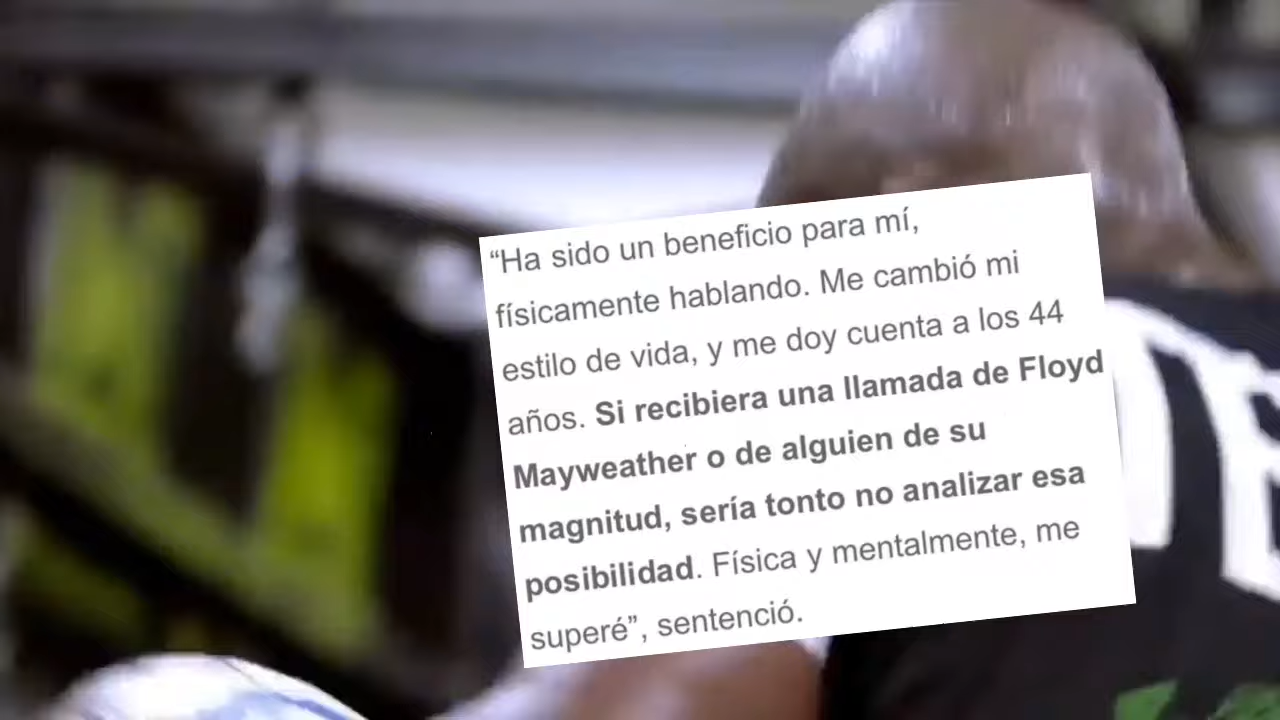 “Ha sido un beneficio para mí,
físicamente hablando. Me cambió mi
estilo de vida, y me doy cuenta a los 44
años. Si recibiera una llamada de Floyd
Mayweather o de alguien de su
magnitud, sería tonto no analizar esa
posibilidad. Física y mentalmente, me
superé”, sentenció.